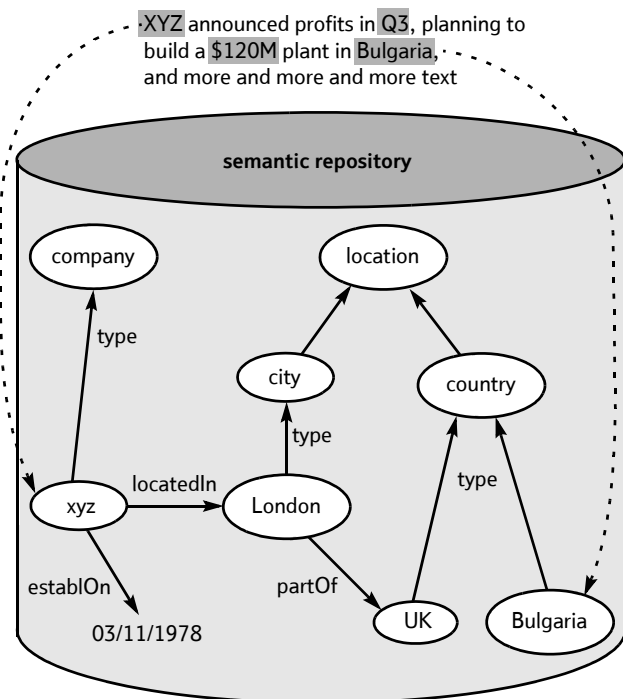 XYZ announced profits in Q3, planning to
build a $120M plant in Bulgaria,
and more and more and more text
semantic repository
company
location
type
city
country
type
type
xyz
locatedIn
London
establOn
partOf
03/11/1978
UK
Bulgaria